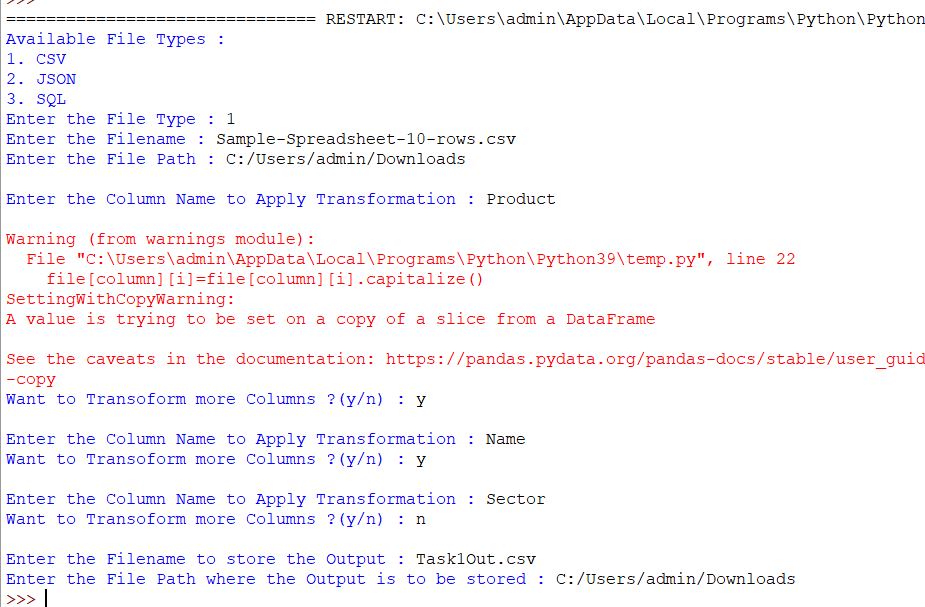 >>>
============================== RESTART: C:\Users\admin\AppData\Local\Programs\Python\Python
Available File Types :
1. CSV
2. JSON
3. SQL
Enter the File Type : 1
Enter the Filename : Sample-Spreadsheet-10-rows.csv
Enter the File Path : C:/Users/admin/Downloads
Enter the Column Name to Apply Transformation : Product
Warning (from warnings module):
  File "C:\Users\admin\AppData\Local\Programs\Python\Python39\temp.py", line 22
    file[column][i]=file[column][i].capitalize()
SettingWithCopyWarning:
A value is trying to be set on a copy of a slice from a DataFrame
See the caveats in the documentation: https://pandas.pydata.org/pandas-docs/stable/user_guid
-copy
Want to Transoform more Columns ?(y/n) : y
Enter the Column Name to Apply Transformation : Name
Want to Transoform more Columns ?(y/n) : y
Enter the Column Name to Apply Transformation : Sector
Want to Transoform more Columns ?(y/n) : n
Enter the Filename to store the Output : Task1Out.csv
Enter the File Path where the Output is to be stored : C:/Users/admin/Downloads
>>>